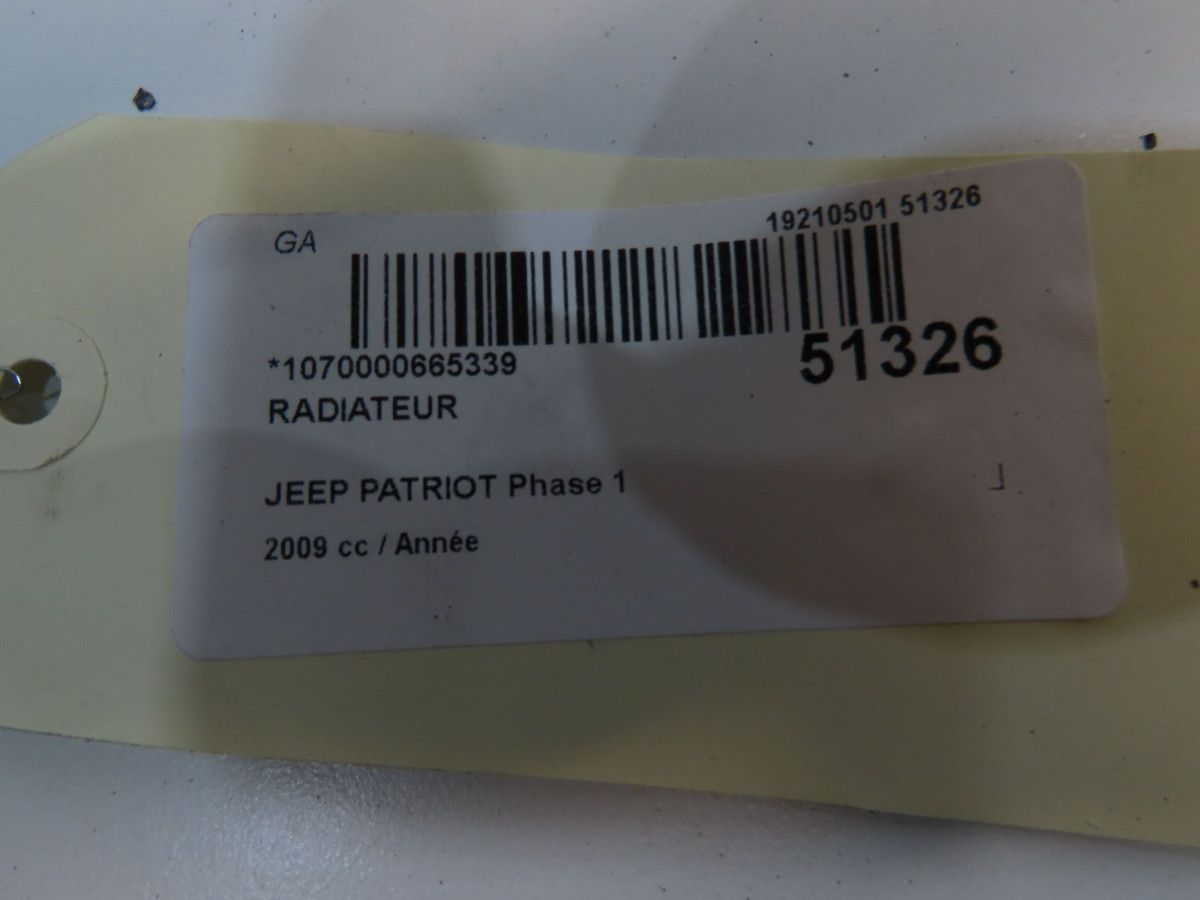 GA
19210501 51326
*1070000665339
51326
RADIATEUR
JEEP PATRIOT Phase 1
2009 cc / Année